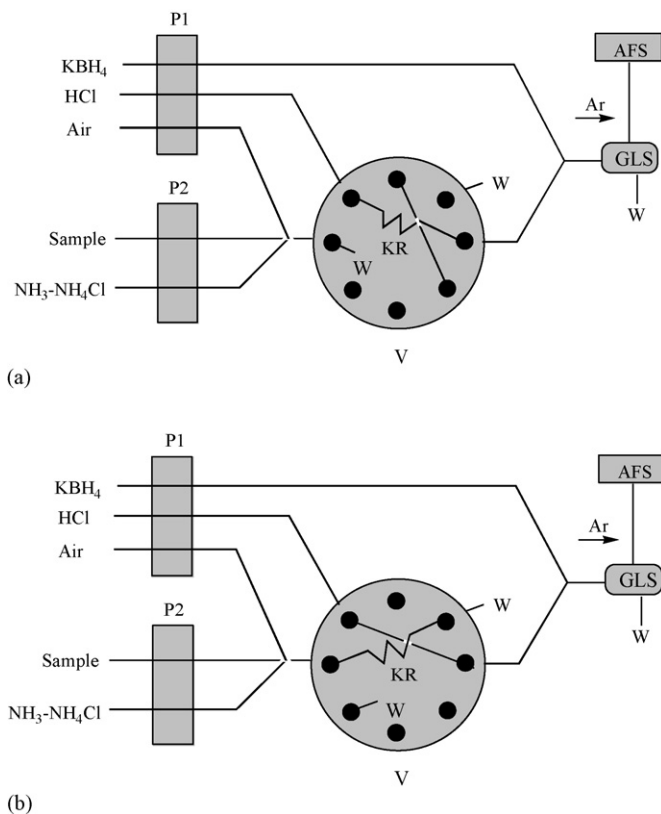 P1
AFS
KBH₄
HCl
Ar
Air
GLS
P2
W
W
Sample
KR
W
NH₃-NH₄Cl
V
(a)
P1
AFS
KBH₄
HCl
Ar
Air
GLS
P2
W
W
Sample
KR
W
NH₃-NH₄Cl
V
(b)